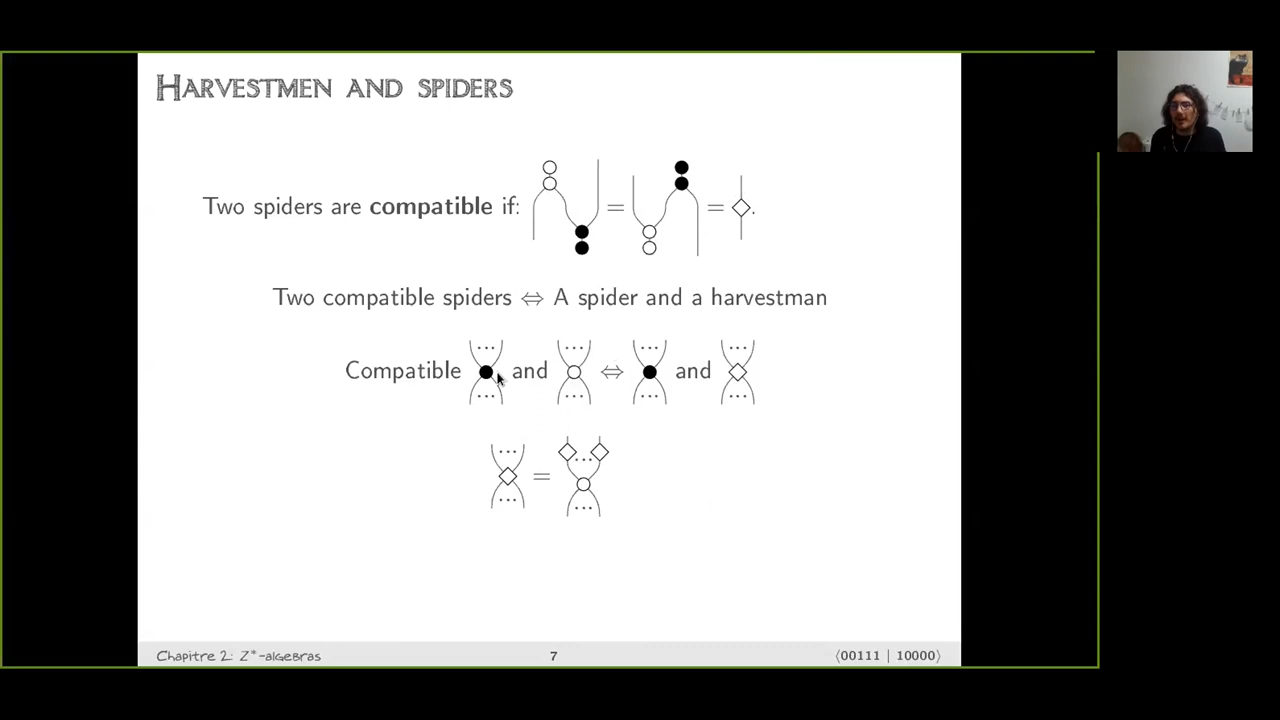 HARVESTMEN AND SPIDERS
Two spiders are compatible if: = = .
Two compatible spiders ⇔ A spider and a harvestman
Compatible ... ... and ... ... ⇔ ... ... and ... ...
... ... = ... ...
Chapitre 2: Z*-algebras 7 ⟨00111 | 10000⟩